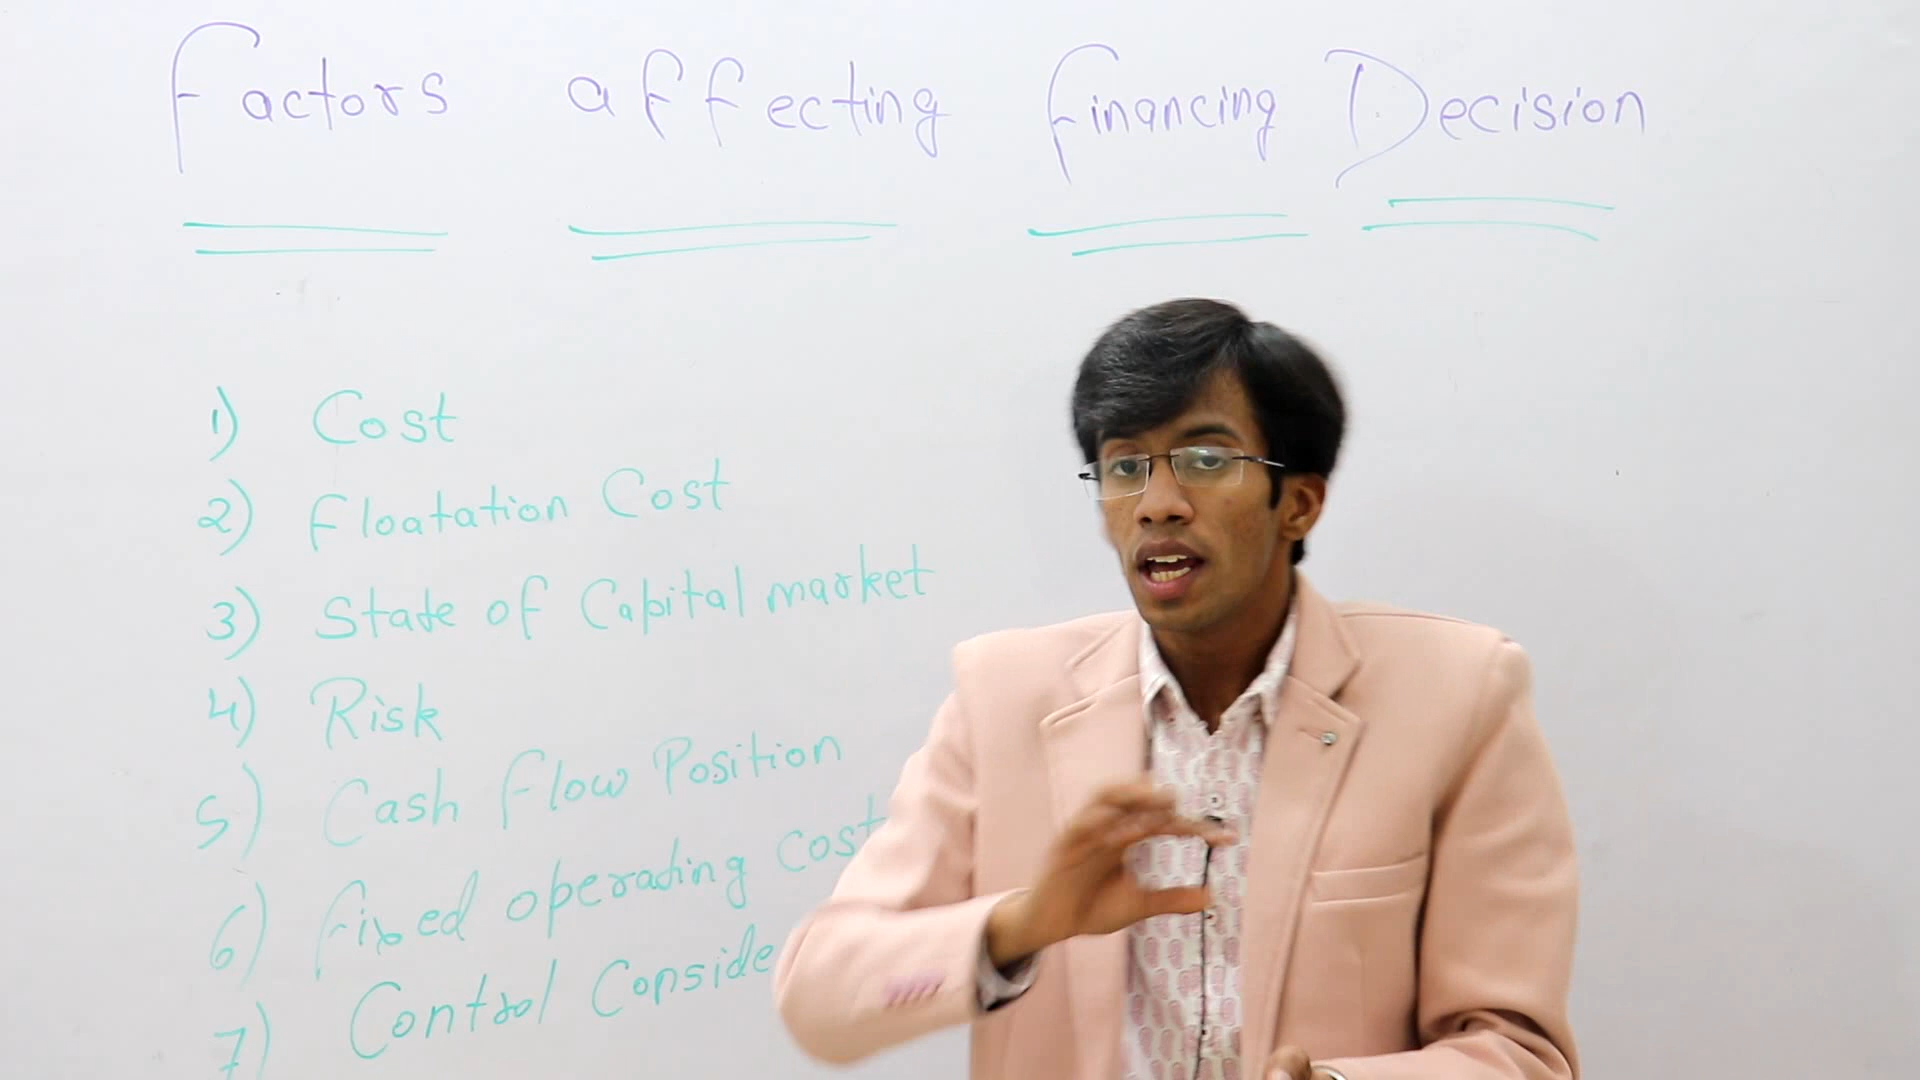 Factors affecting Financing Decision
1) Cost
2) Floatation Cost
3) State of Capital market
4) Risk
5) Cash Flow Position
6) Fixed operating Cost
7) Control Conside